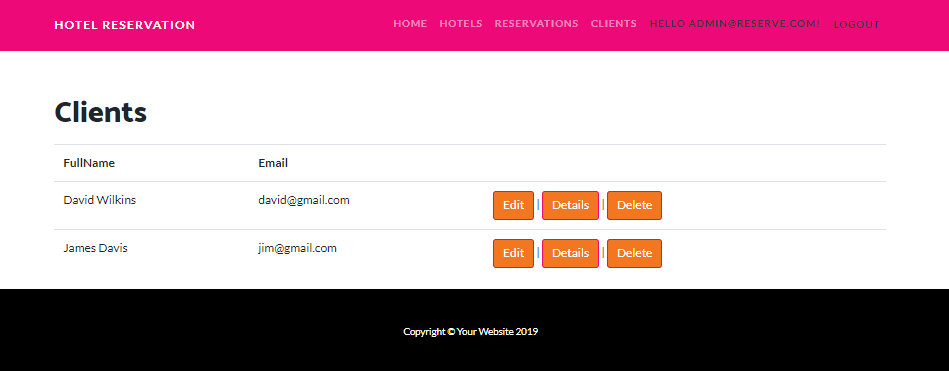 HOTEL RESERVATION HOME HOTELS RESERVATIONS CLIENTS HELLO ADMIN@RESERVE.COM! LOGOUT
Clients
FullName Email
David Wilkins david@gmail.com Edit | Details | Delete
James Davis jim@gmail.com Edit | Details | Delete
Copyright © Your Website 2019